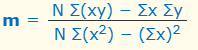 m = N Σ(xy) − Σx Σy
N Σ(x²) − (Σx)²